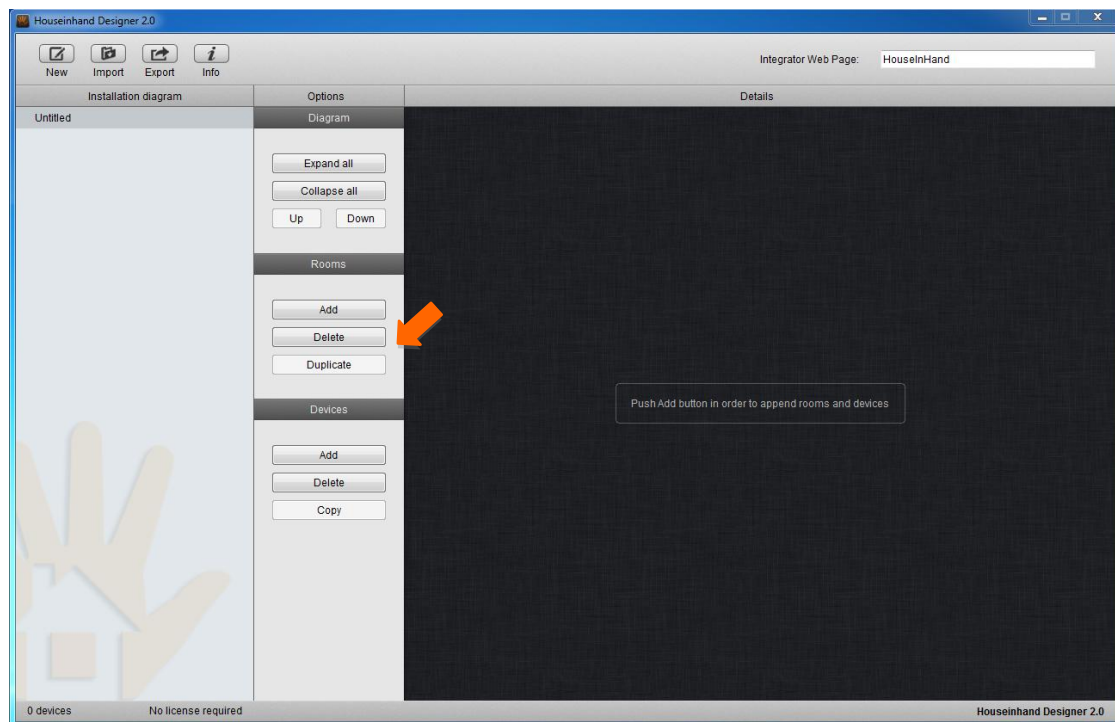 Houseinhand Designer 2.0
New Import Export Info
Integrator Web Page: HouseInHand
Installation diagram
Options
Details
Untitled
Diagram
Expand all
Collapse all
Up Down
Rooms
Add
Delete
Duplicate
Push Add button in order to append rooms and devices
Devices
Add
Delete
Copy
0 devices
No license required
Houseinhand Designer 2.0